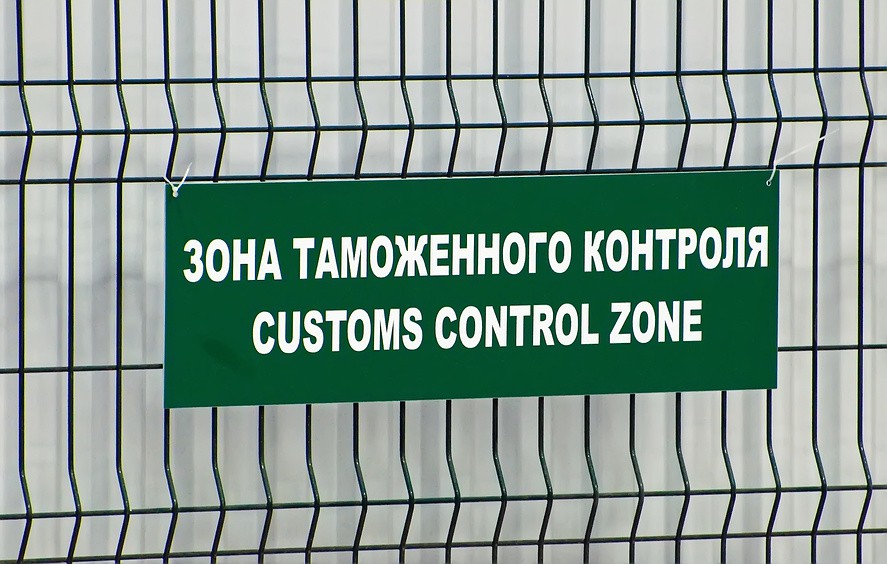 ЗОНА ТАМОЖЕННОГО КОНТРОЛЯ
CUSTOMS CONTROL ZONE